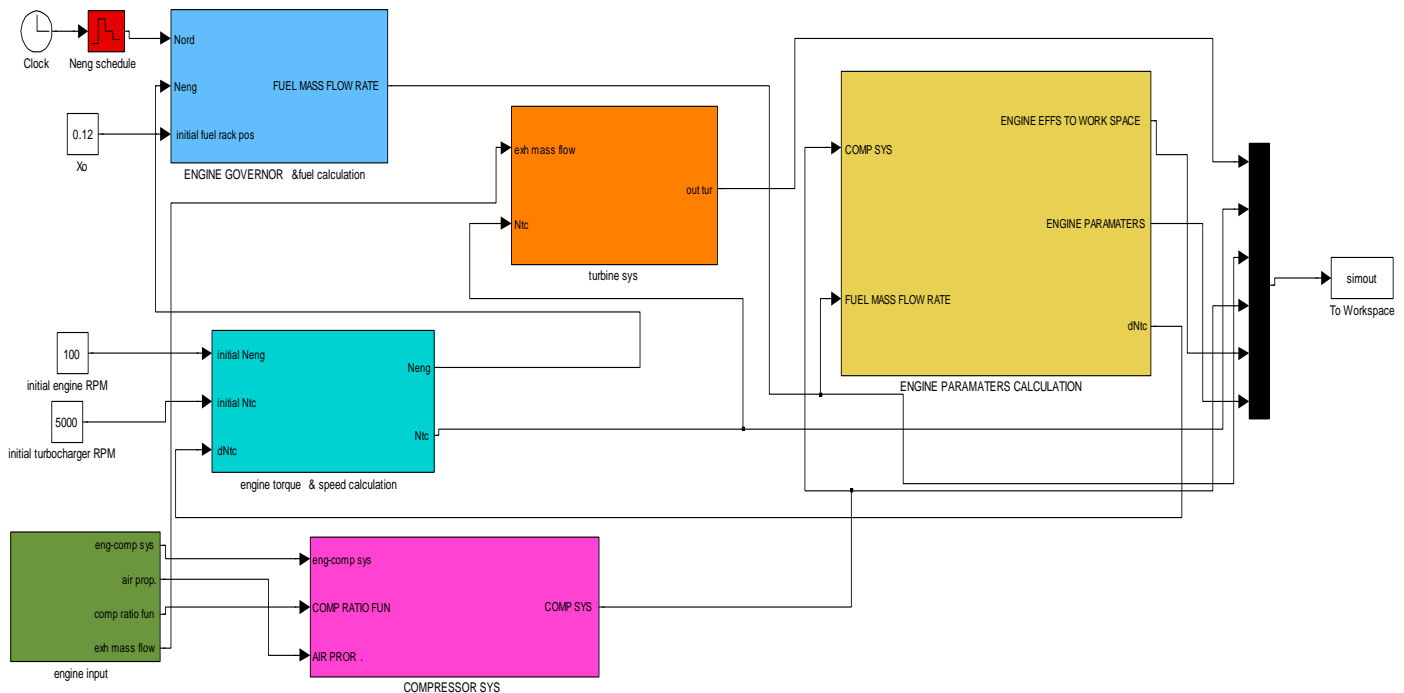 Clock
Neng schedule
0.12
Xo
Nord
Neng
initial fuel rack pos
FUEL MASS FLOW RATE
ENGINE GOVERNOR &fuel calculation
exh mass flow
Ntc
out tur
turbine sys
COMP SYS
FUEL MASS FLOW RATE
ENGINE EFFS TO WORK SPACE
ENGINE PARAMATERS
dNtc
ENGINE PARAMATERS CALCULATION
simout
To Workspace
100
initial engine RPM
5000
initial turbocharger RPM
initial Neng
initial Ntc
dNtc
Neng
Ntc
engine torque & speed calculation
eng-comp sys
air prop.
comp ratio fun
exh mass flow
engine input
eng-comp sys
COMP RATIO FUN
AIR PROR .
COMP SYS
COMPRESSOR SYS